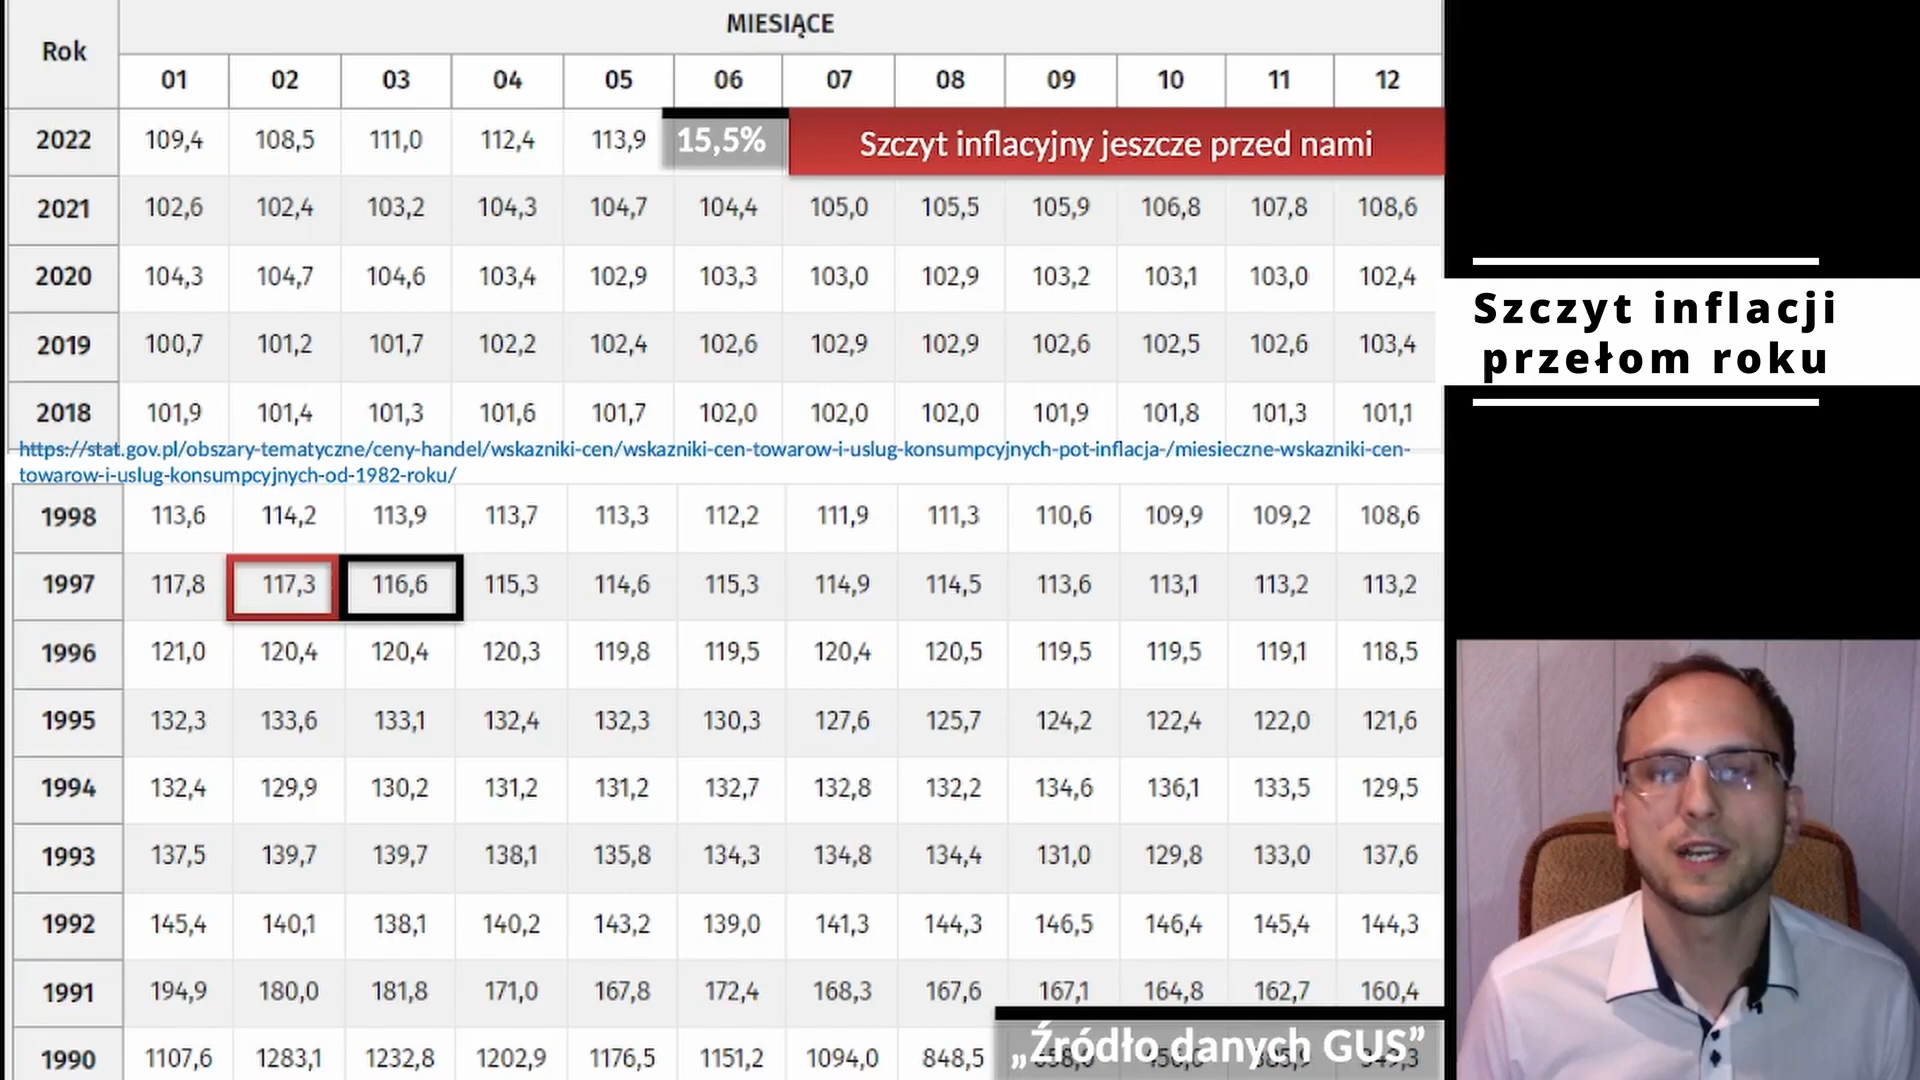 MIESIĄCE
Rok
01 02 03 04 05 06 07 08 09 10 11 12
2022 109,4 108,5 111,0 112,4 113,9 15,5% Szczyt inflacyjny jeszcze przed nami
2021 102,6 102,4 103,2 104,3 104,7 104,4 105,0 105,5 105,9 106,8 107,8 108,6
2020 104,3 104,7 104,6 103,4 102,9 103,3 103,0 102,9 103,2 103,1 103,0 102,4
2019 100,7 101,2 101,7 102,2 102,4 102,6 102,9 102,9 102,6 102,5 102,6 103,4
2018 101,9 101,4 101,3 101,6 101,7 102,0 102,0 102,0 101,9 101,8 101,3 101,1
https://stat.gov.pl/obszary-tematyczne/ceny-handel/wskazniki-cen/wskazniki-cen-towarow-i-uslug-konsumpcyjnych-pot-inflacja-/miesieczne-wskazniki-cen-
towarow-i-uslug-konsumpcyjnych-od-1982-roku/
1998 113,6 114,2 113,9 113,7 113,3 112,2 111,9 111,3 110,6 109,9 109,2 108,6
1997 117,8 117,3 116,6 115,3 114,6 115,3 114,9 114,5 113,6 113,1 113,2 113,2
1996 121,0 120,4 120,4 120,3 119,8 119,5 120,4 120,5 119,5 119,5 119,1 118,5
1995 132,3 133,6 133,1 132,4 132,3 130,3 127,6 125,7 124,2 122,4 122,0 121,6
1994 132,4 129,9 130,2 131,2 131,2 132,7 132,8 132,2 134,6 136,1 133,5 129,5
1993 137,5 139,7 139,7 138,1 135,8 134,3 134,8 134,4 131,0 129,8 133,0 137,6
1992 145,4 140,1 138,1 140,2 143,2 139,0 141,3 144,3 146,5 146,4 145,4 144,3
1991 194,9 180,0 181,8 171,0 167,8 172,4 168,3 167,6 167,1 164,8 162,7 160,4
1990 1107,6 1283,1 1232,8 1202,9 1176,5 1151,2 1094,0 848,5
„Źródło danych GUS”
Szczyt inflacji
przełom roku